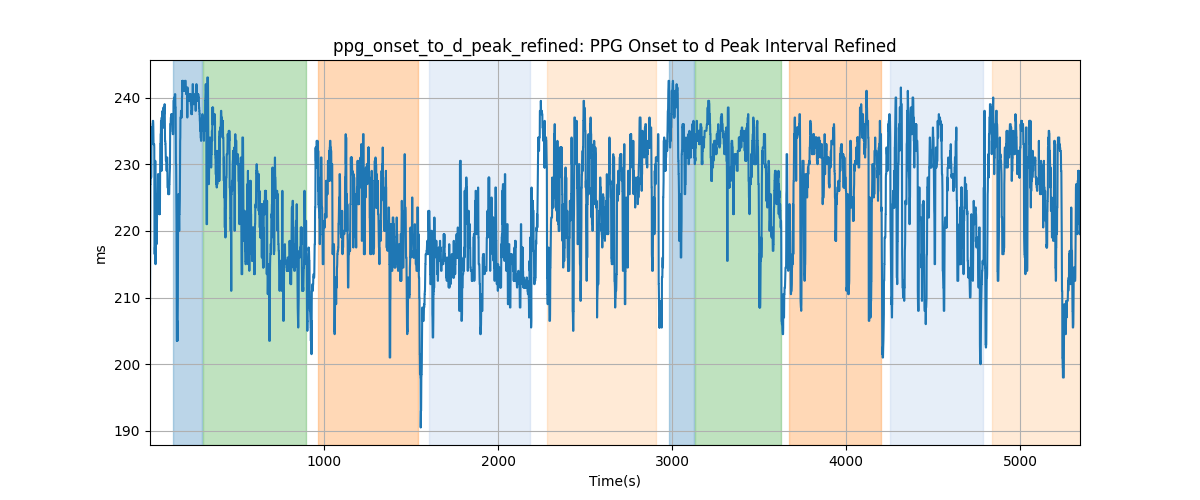 ppg_onset_to_d_peak_refined: PPG Onset to d Peak Interval Refined
240
230
220
210
200
190
ms
1000 2000 3000 4000 5000
Time(s)